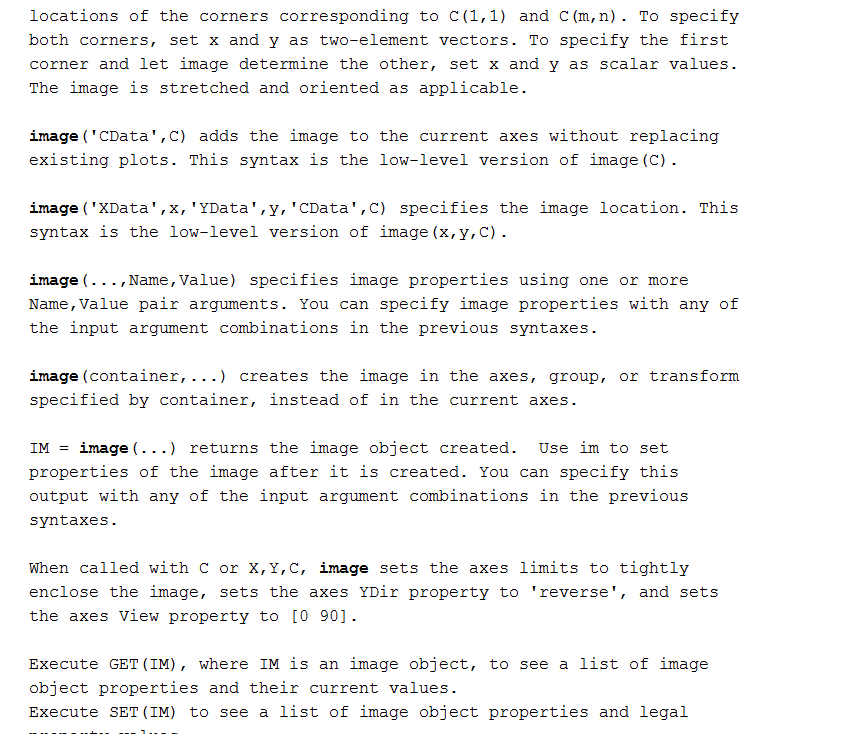 locations of the corners corresponding to C(1,1) and C(m,n). To specify
both corners, set x and y as two-element vectors. To specify the first
corner and let image determine the other, set x and y as scalar values.
The image is stretched and oriented as applicable.
image('CData',C) adds the image to the current axes without replacing
existing plots. This syntax is the low-level version of image(C).
image('XData',x,'YData',y,'CData',C) specifies the image location. This
syntax is the low-level version of image(x,y,C).
image(...,Name,Value) specifies image properties using one or more
Name,Value pair arguments. You can specify image properties with any of
the input argument combinations in the previous syntaxes.
image(container,...) creates the image in the axes, group, or transform
specified by container, instead of in the current axes.
IM = image(...) returns the image object created.  Use im to set
properties of the image after it is created. You can specify this
output with any of the input argument combinations in the previous
syntaxes.
When called with C or X,Y,C, image sets the axes limits to tightly
enclose the image, sets the axes YDir property to 'reverse', and sets
the axes View property to [0 90].
Execute GET(IM), where IM is an image object, to see a list of image
object properties and their current values.
Execute SET(IM) to see a list of image object properties and legal